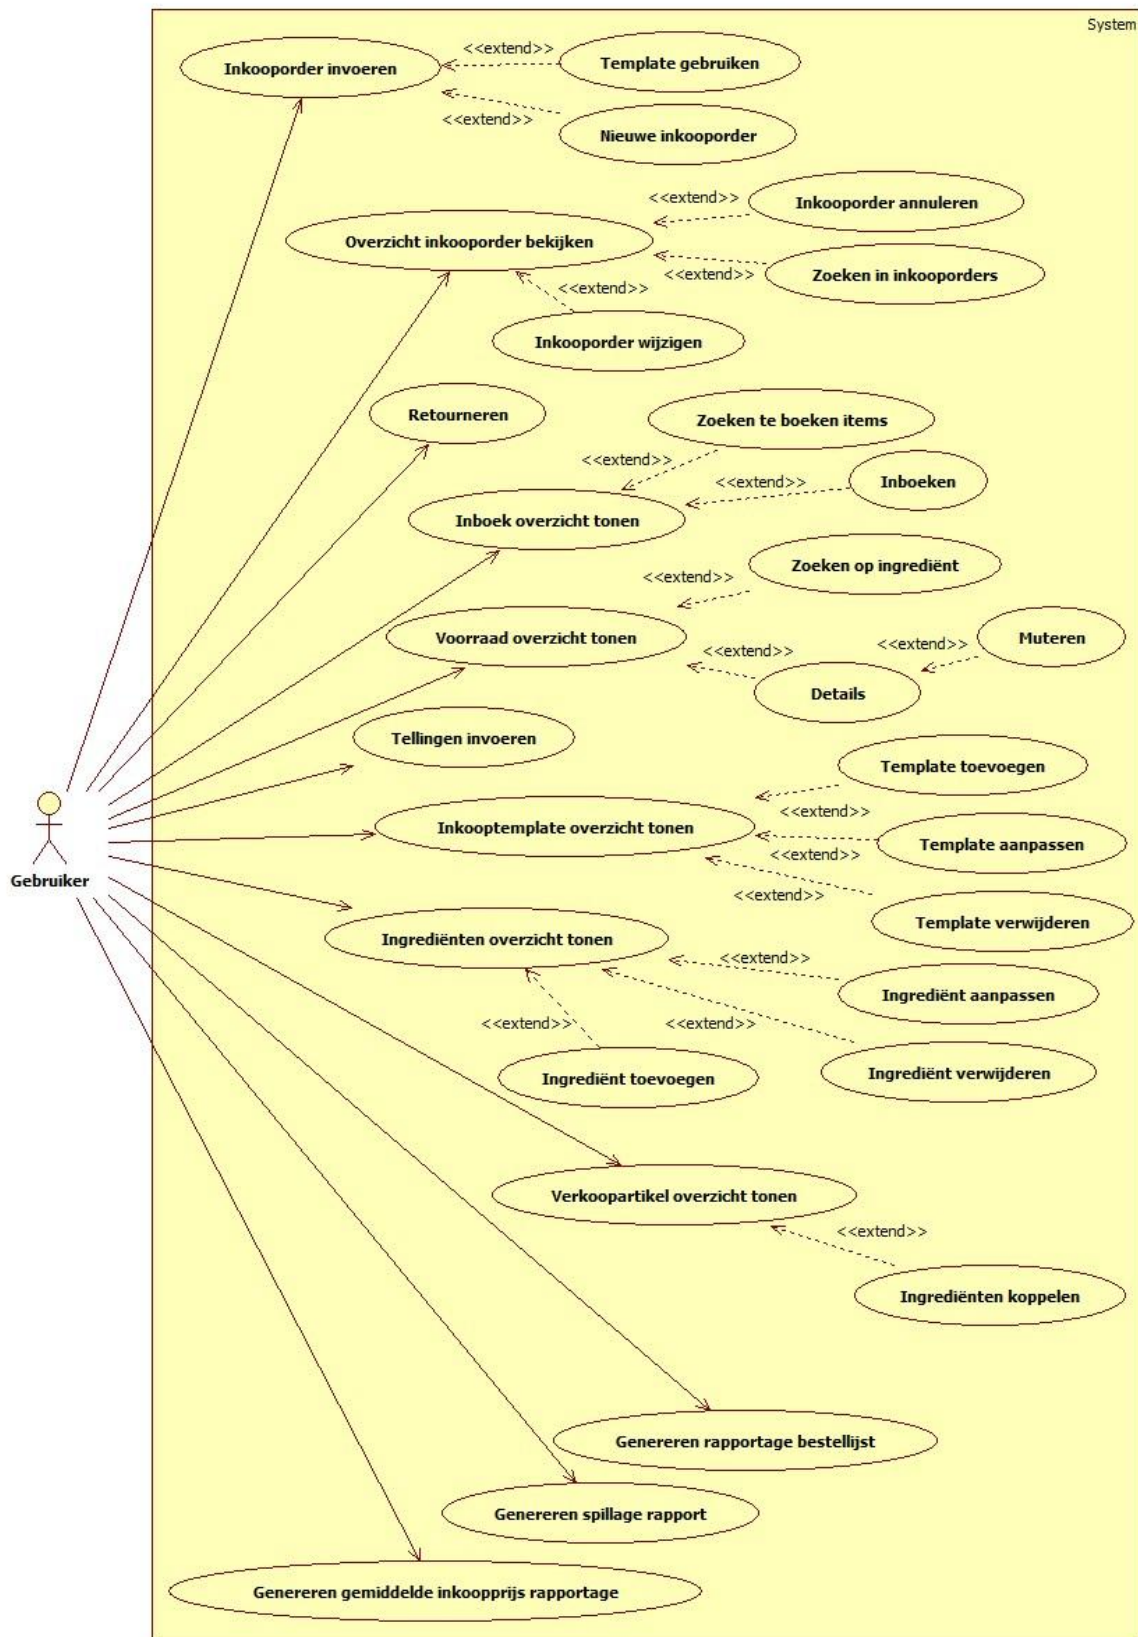 System
<<extend>>
Inkooporder invoeren
Template gebruiken
<<extend>>
Nieuwe inkooporder
<<extend>>
Inkooporder annuleren
Overzicht inkooporder bekijken
<<extend>>
Zoeken in inkooporders
<<extend>>
Inkooporder wijzigen
Retourneren
Zoeken te boeken items
<<extend>>
<<extend>>
Inboeken
Inboek overzicht tonen
<<extend>>
Zoeken op ingrediënt
Voorraad overzicht tonen
<<extend>>
<<extend>>
Muteren
Details
Tellingen invoeren
Template toevoegen
<<extend>>
Inkooptemplate overzicht tonen
Template aanpassen
<<extend>>
<<extend>>
Template verwijderen
Gebruiker
Ingrediënten overzicht tonen
<<extend>>
Ingrediënt aanpassen
<<extend>>
<<extend>>
Ingrediënt toevoegen
Ingrediënt verwijderen
Verkoopartikel overzicht tonen
<<extend>>
Ingrediënten koppelen
Genereren rapportage bestellijst
Genereren spillage rapport
Genereren gemiddelde inkoopprijs rapportage